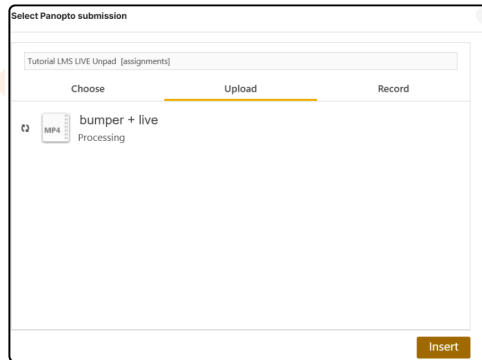 Select Panopto submission
Tutorial LMS LIVE Unpad [assignments]
Choose Upload Record
bumper + live
MP4
Processing
Insert